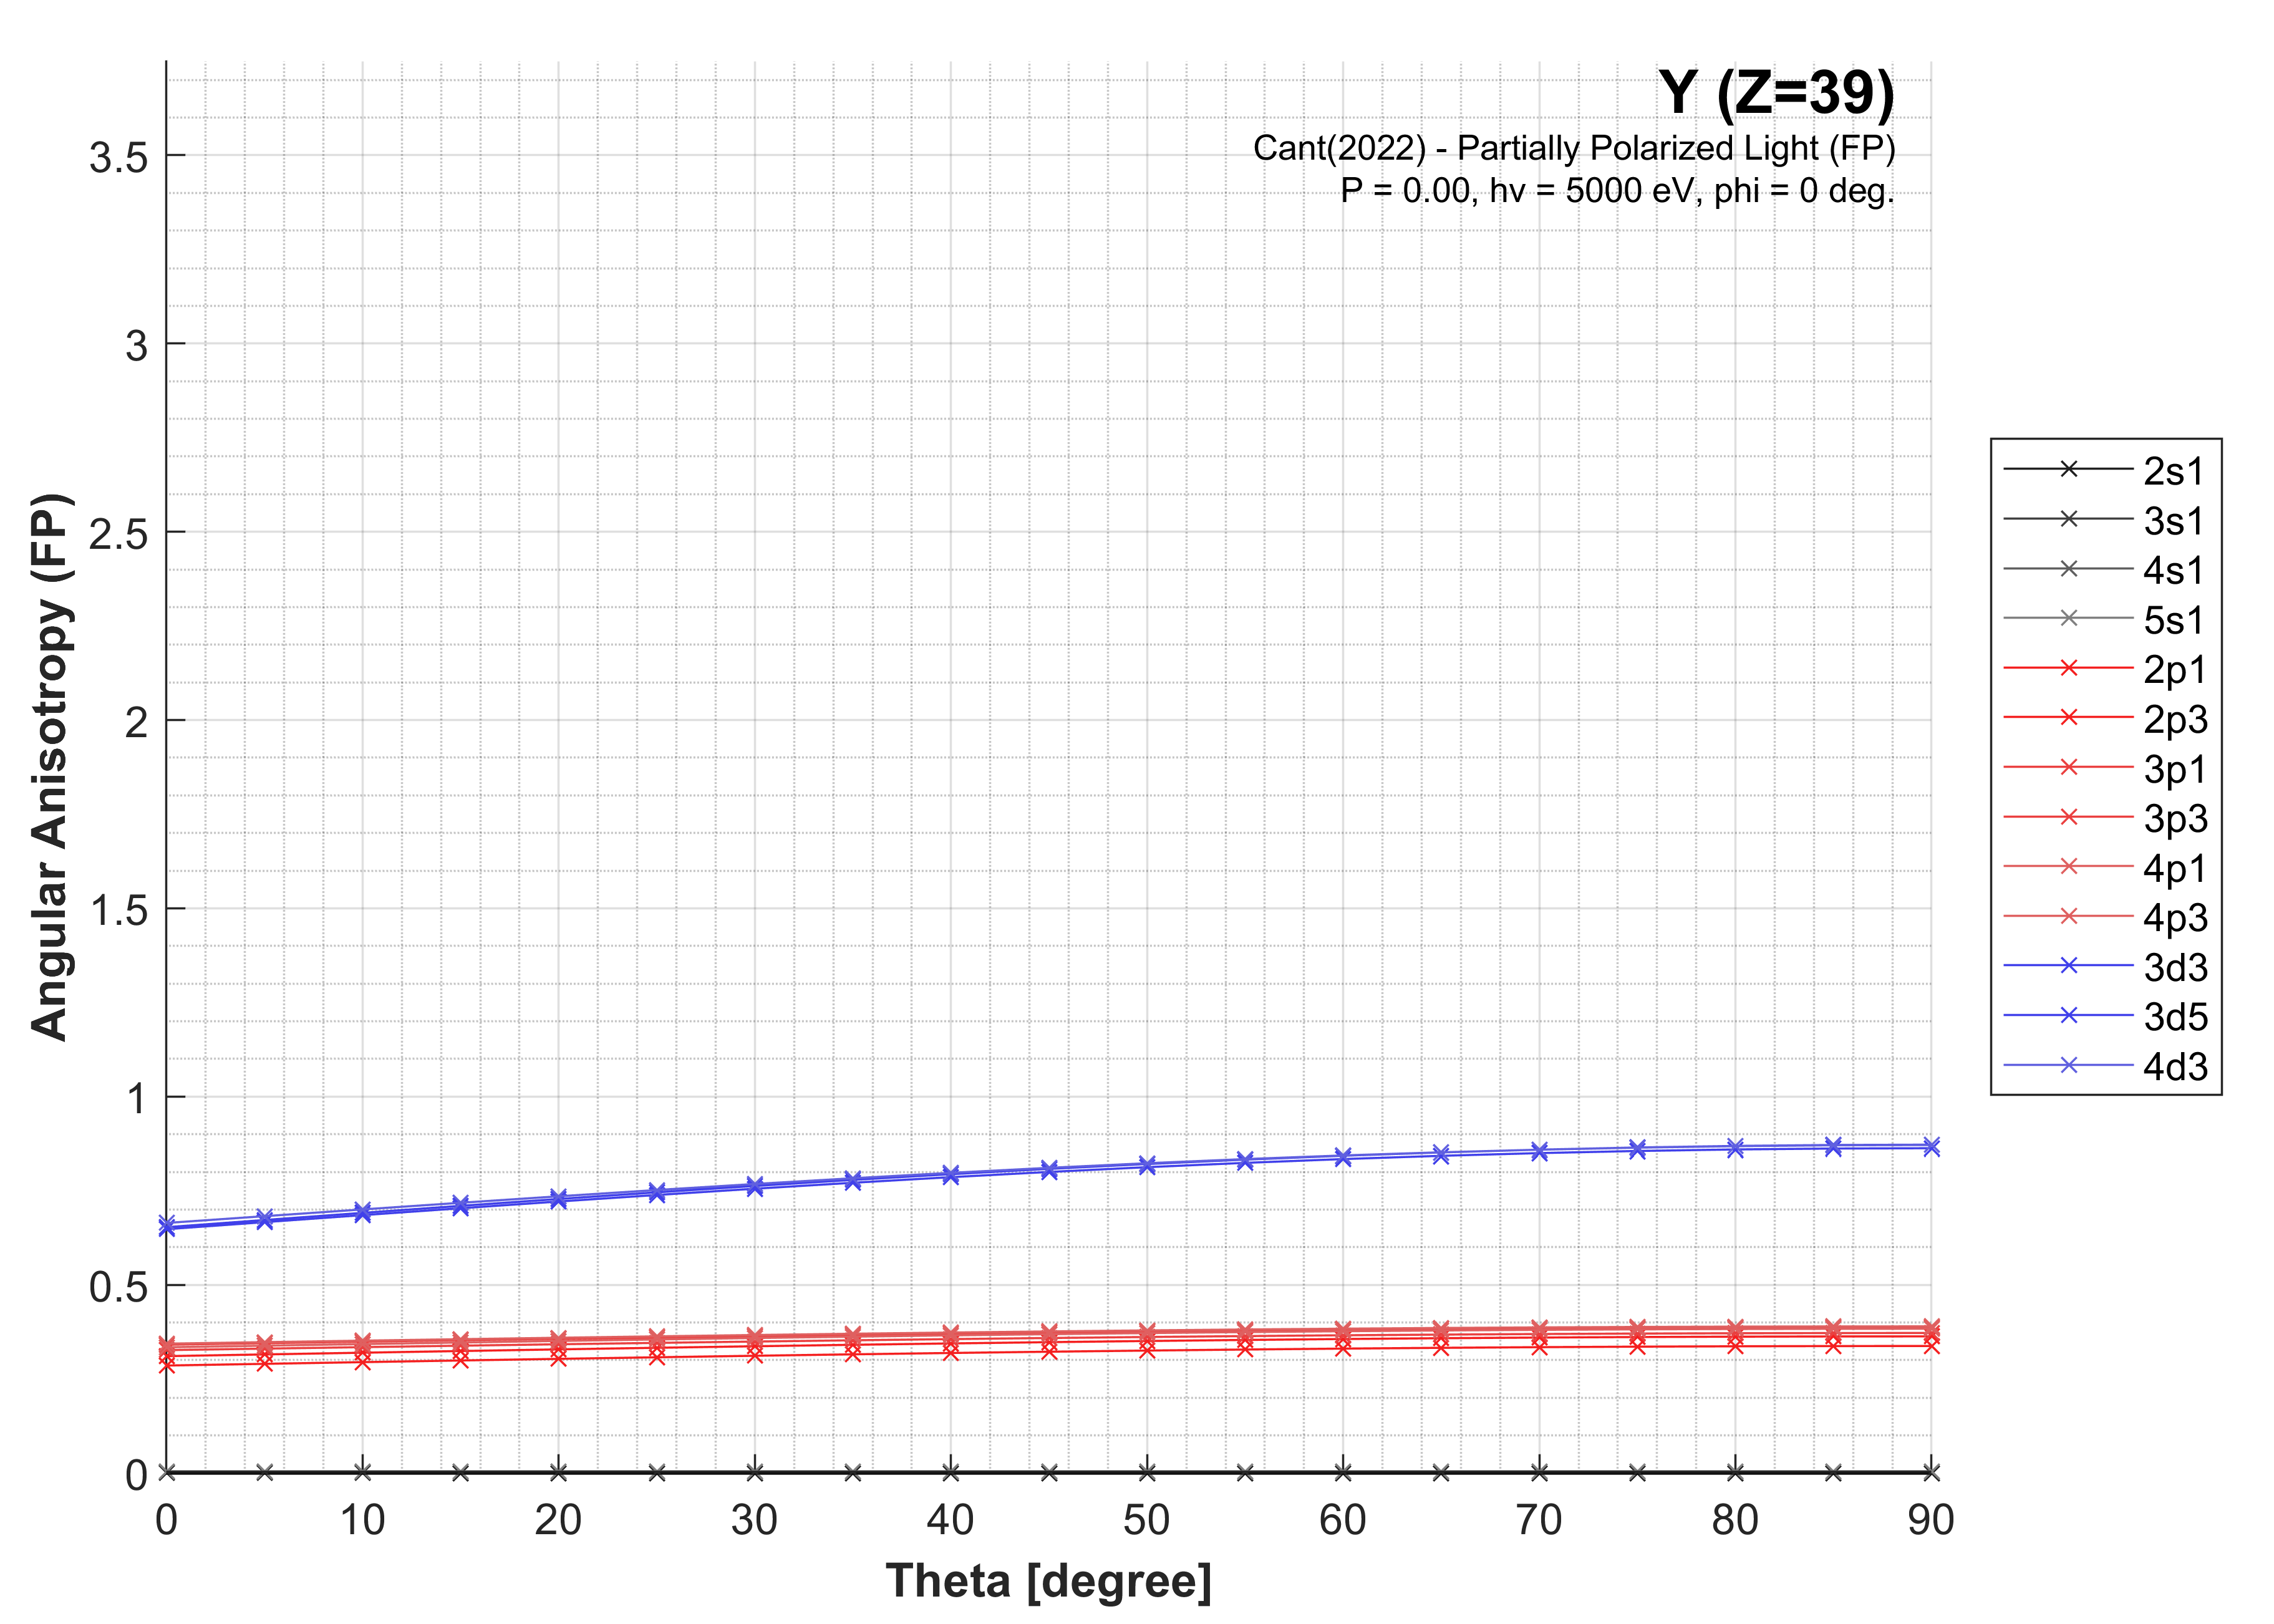 Y (Z=39)
Cant(2022) - Partially Polarized Light (FP)
P = 0.00, hv = 5000 eV, phi = 0 deg.
Angular Anisotropy (FP)
3.5
3
2.5
2
1.5
1
0.5
0
0 10 20 30 40 50 60 70 80 90
Theta [degree]
2s1
3s1
4s1
5s1
2p1
2p3
3p1
3p3
4p1
4p3
3d3
3d5
4d3